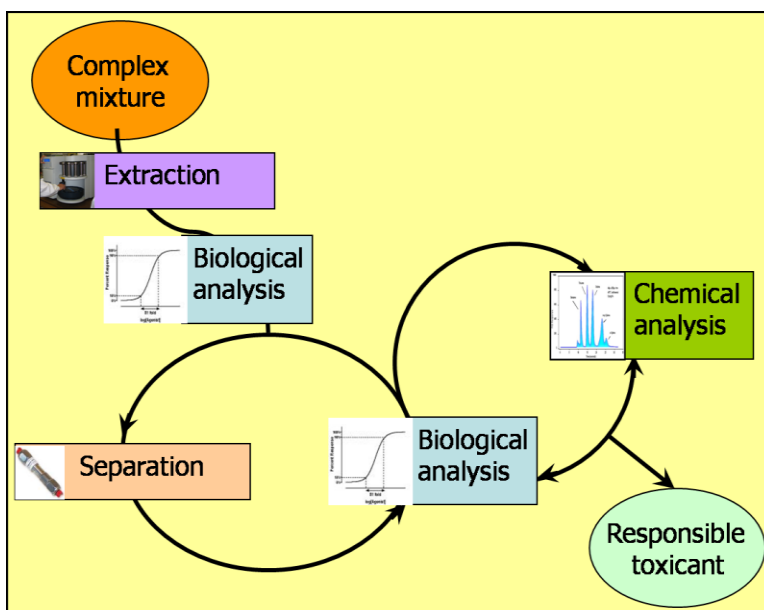 Complex
mixture
Extraction
Biological
analysis
Chemical
analysis
Biological
analysis
Separation
Responsible
toxicant